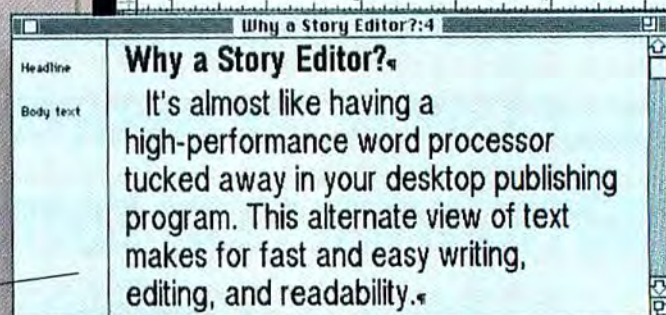 Why a Story Editor?:4
Headline
Why a Story Editor?
Body text
It's almost like having a
high-performance word processor
tucked away in your desktop publishing
program. This alternate view of text
makes for fast and easy writing,
editing, and readability.